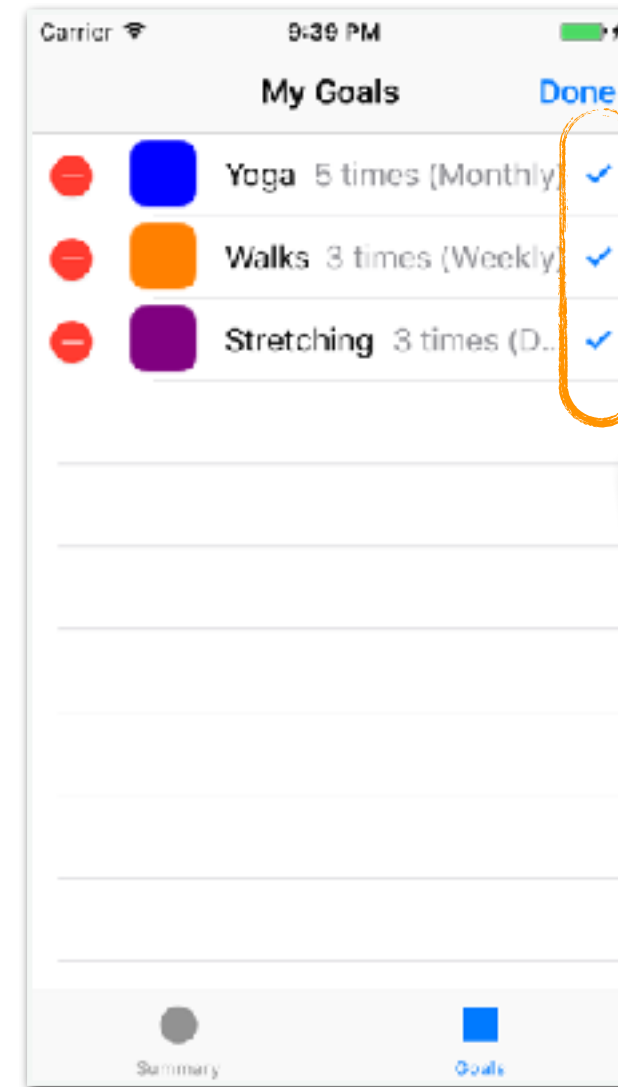 Carrier 9:39 PM
My Goals Done
Yoga 5 times (Monthly)
Walks 3 times (Weekly)
Stretching 3 times (D...
Summary Goals